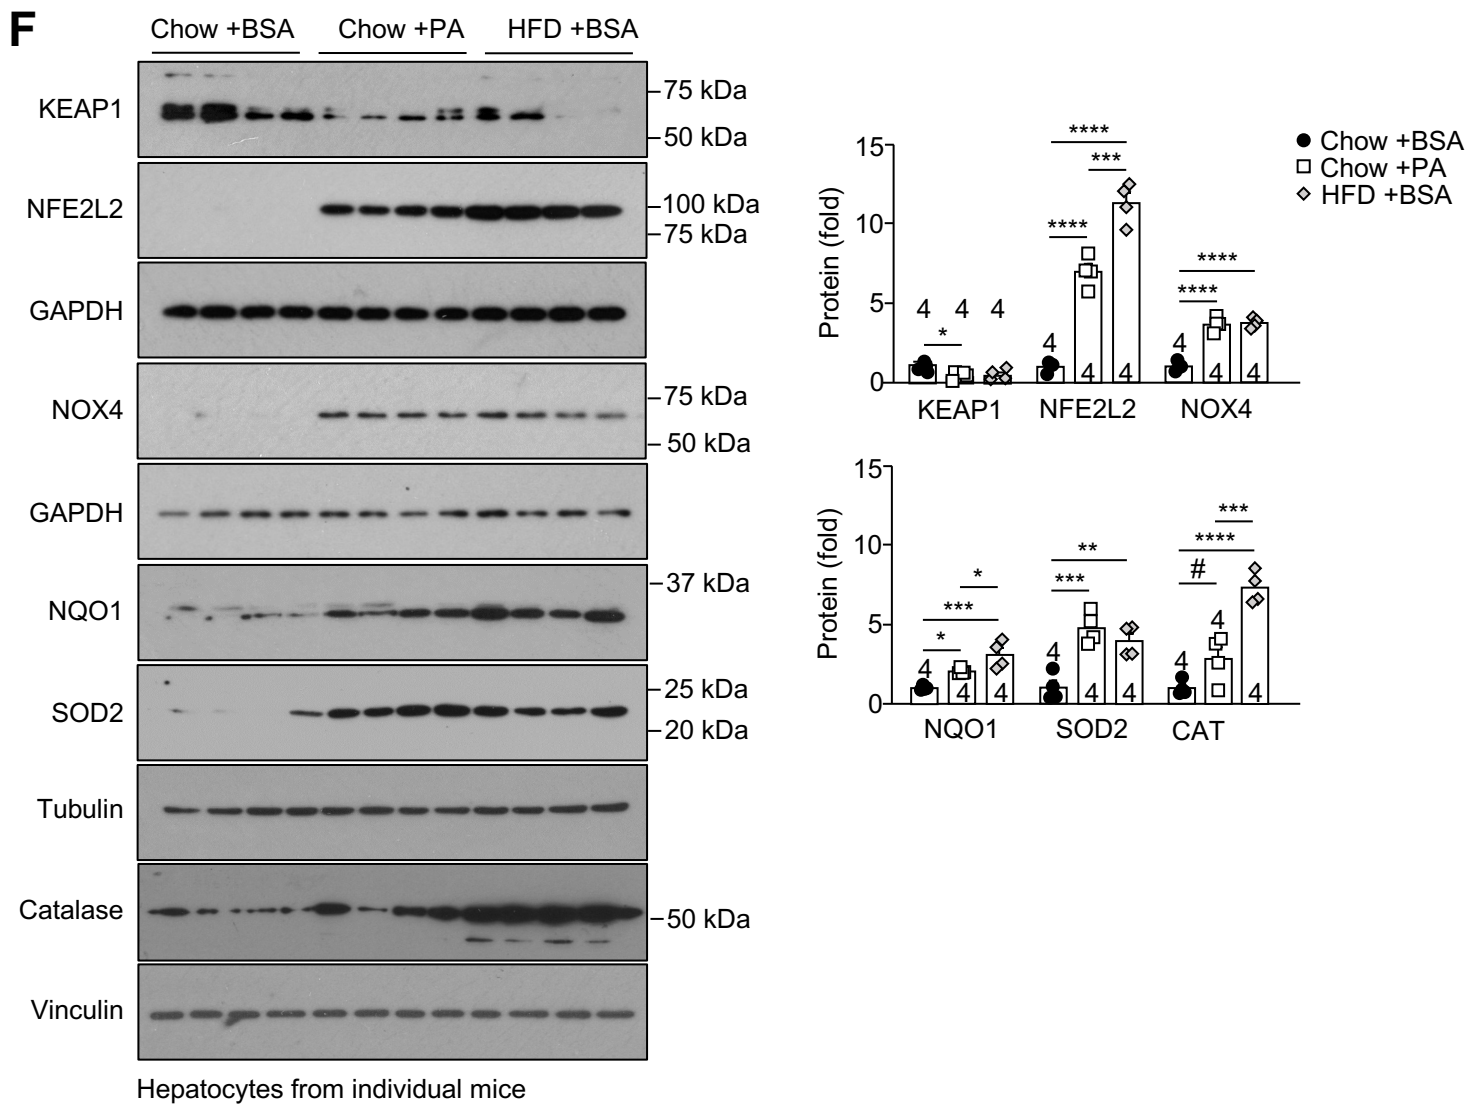 F
Chow +BSA Chow +PA HFD +BSA
KEAP1
75 kDa
50 kDa
NFE2L2
100 kDa
75 kDa
GAPDH
NOX4
75 kDa
50 kDa
GAPDH
NQO1
37 kDa
SOD2
25 kDa
20 kDa
Tubulin
Catalase
50 kDa
Vinculin
Hepatocytes from individual mice
Chow +BSA
Chow +PA
HFD +BSA
Protein (fold)
15
10
5
0
****
***
****
****
****
*
4 4 4
4
4 4
4
4 4
KEAP1 NFE2L2 NOX4
Protein (fold)
15
10
5
0
***
****
#
**
***
*
***
*
4
4 4
4
4 4
4
4
4
NQO1 SOD2 CAT